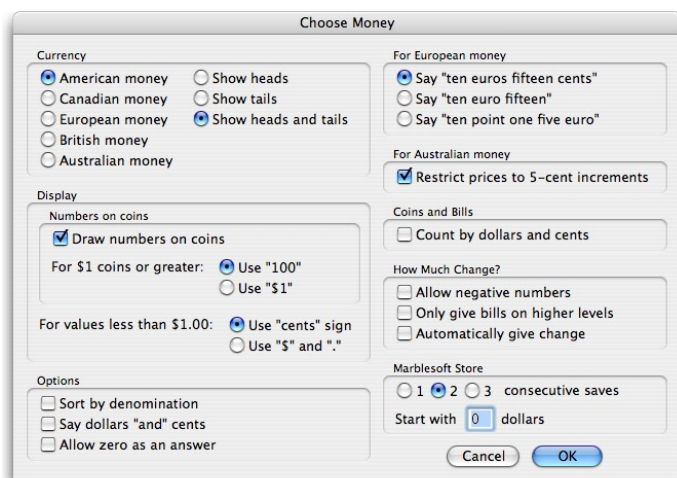 Choose Money
Currency
American money
Canadian money
European money
British money
Australian money
Show heads
Show tails
Show heads and tails
Display
Numbers on coins
Draw numbers on coins
For $1 coins or greater:
Use "100"
Use "$1"
For values less than $1.00:
Use "cents" sign
Use "$" and "."
Options
Sort by denomination
Say dollars "and" cents
Allow zero as an answer
For European money
Say "ten euros fifteen cents"
Say "ten euro fifteen"
Say "ten point one five euro"
For Australian money
Restrict prices to 5-cent increments
Coins and Bills
Count by dollars and cents
How Much Change?
Allow negative numbers
Only give bills on higher levels
Automatically give change
Marblesoft Store
1 2 3 consecutive saves
Start with 0 dollars
Cancel OK